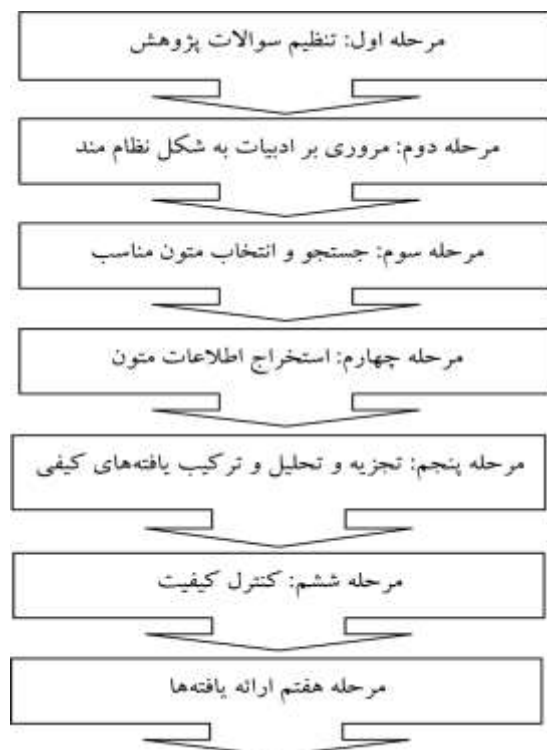 مرحله اول: تنظیم سوالات پژوهش
مرحله دوم: مروری بر ادبیات به شکل نظام مند
مرحله سوم: جستجو و انتخاب متون مناسب
مرحله چهارم: استخراج اطلاعات متون
مرحله پنجم: تجزیه و تحلیل و ترکیب یافته‌های کیفی
مرحله ششم: کنترل کیفیت
مرحله هفتم ارائه یافته‌ها